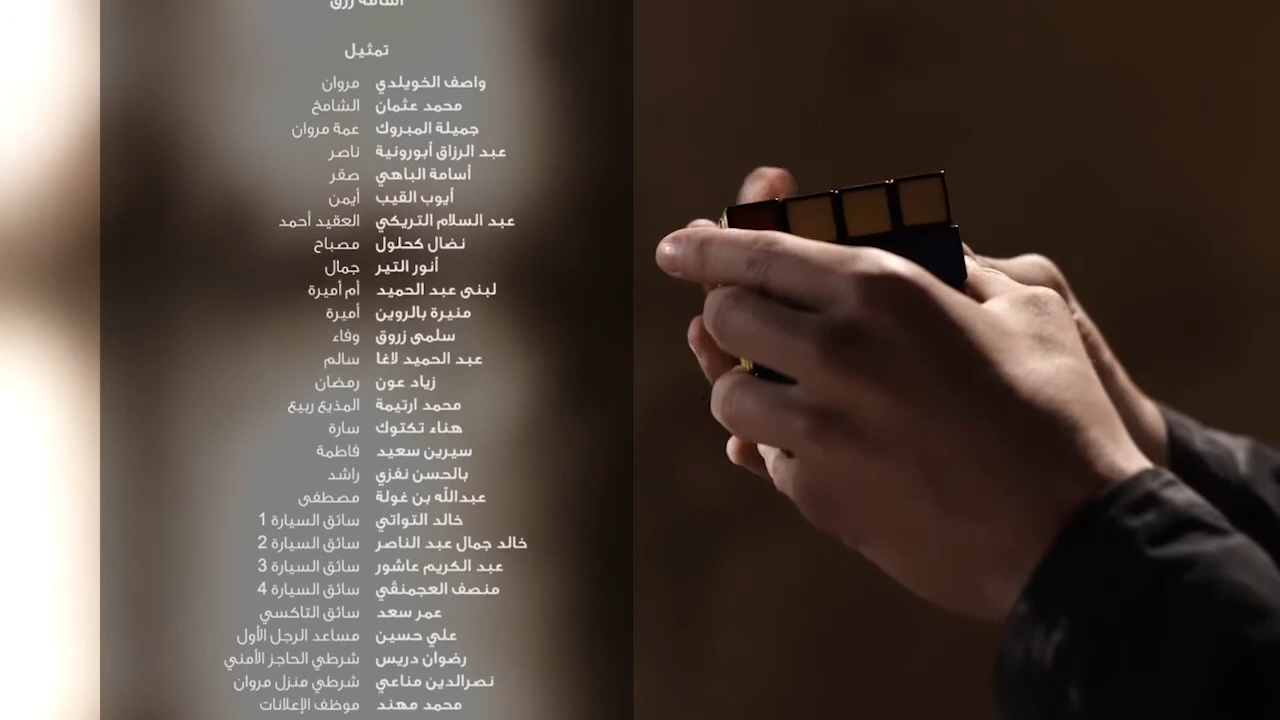 أسامة رزق
تمثيل
واصف الخويلدي مروان
محمد عثمان الشامخ
جميلة المبروك عمة مروان
عبد الرزاق أبورونية ناصر
أسامة الباهي صقر
أيوب القيب أيمن
عبد السلام التريكي العقيد أحمد
نضال كحلول مصباح
أنور التير جمال
لبنى عبد الحميد أم أميرة
منيرة بالروين أميرة
سلمى زروق وفاء
عبد الحميد لاغا سالم
زياد عون رمضان
محمد ارتيمة المذيع ربيع
هناء تكتوك سارة
سيرين سعيد فاطمة
بالحسن نفزي راشد
عبدالله بن غولة مصطفى
خالد التواتي سائق السيارة 1
خالد جمال عبد الناصر سائق السيارة 2
عبد الكريم عاشور سائق السيارة 3
منصف العجمنڤي سائق السيارة 4
عمر سعد سائق التاكسي
علي حسين مساعد الرجل الأول
رضوان دريس شرطي الحاجز الأمني
نصرالدين مناعي شرطي منزل مروان
محمد مهند موظف الإعلانات